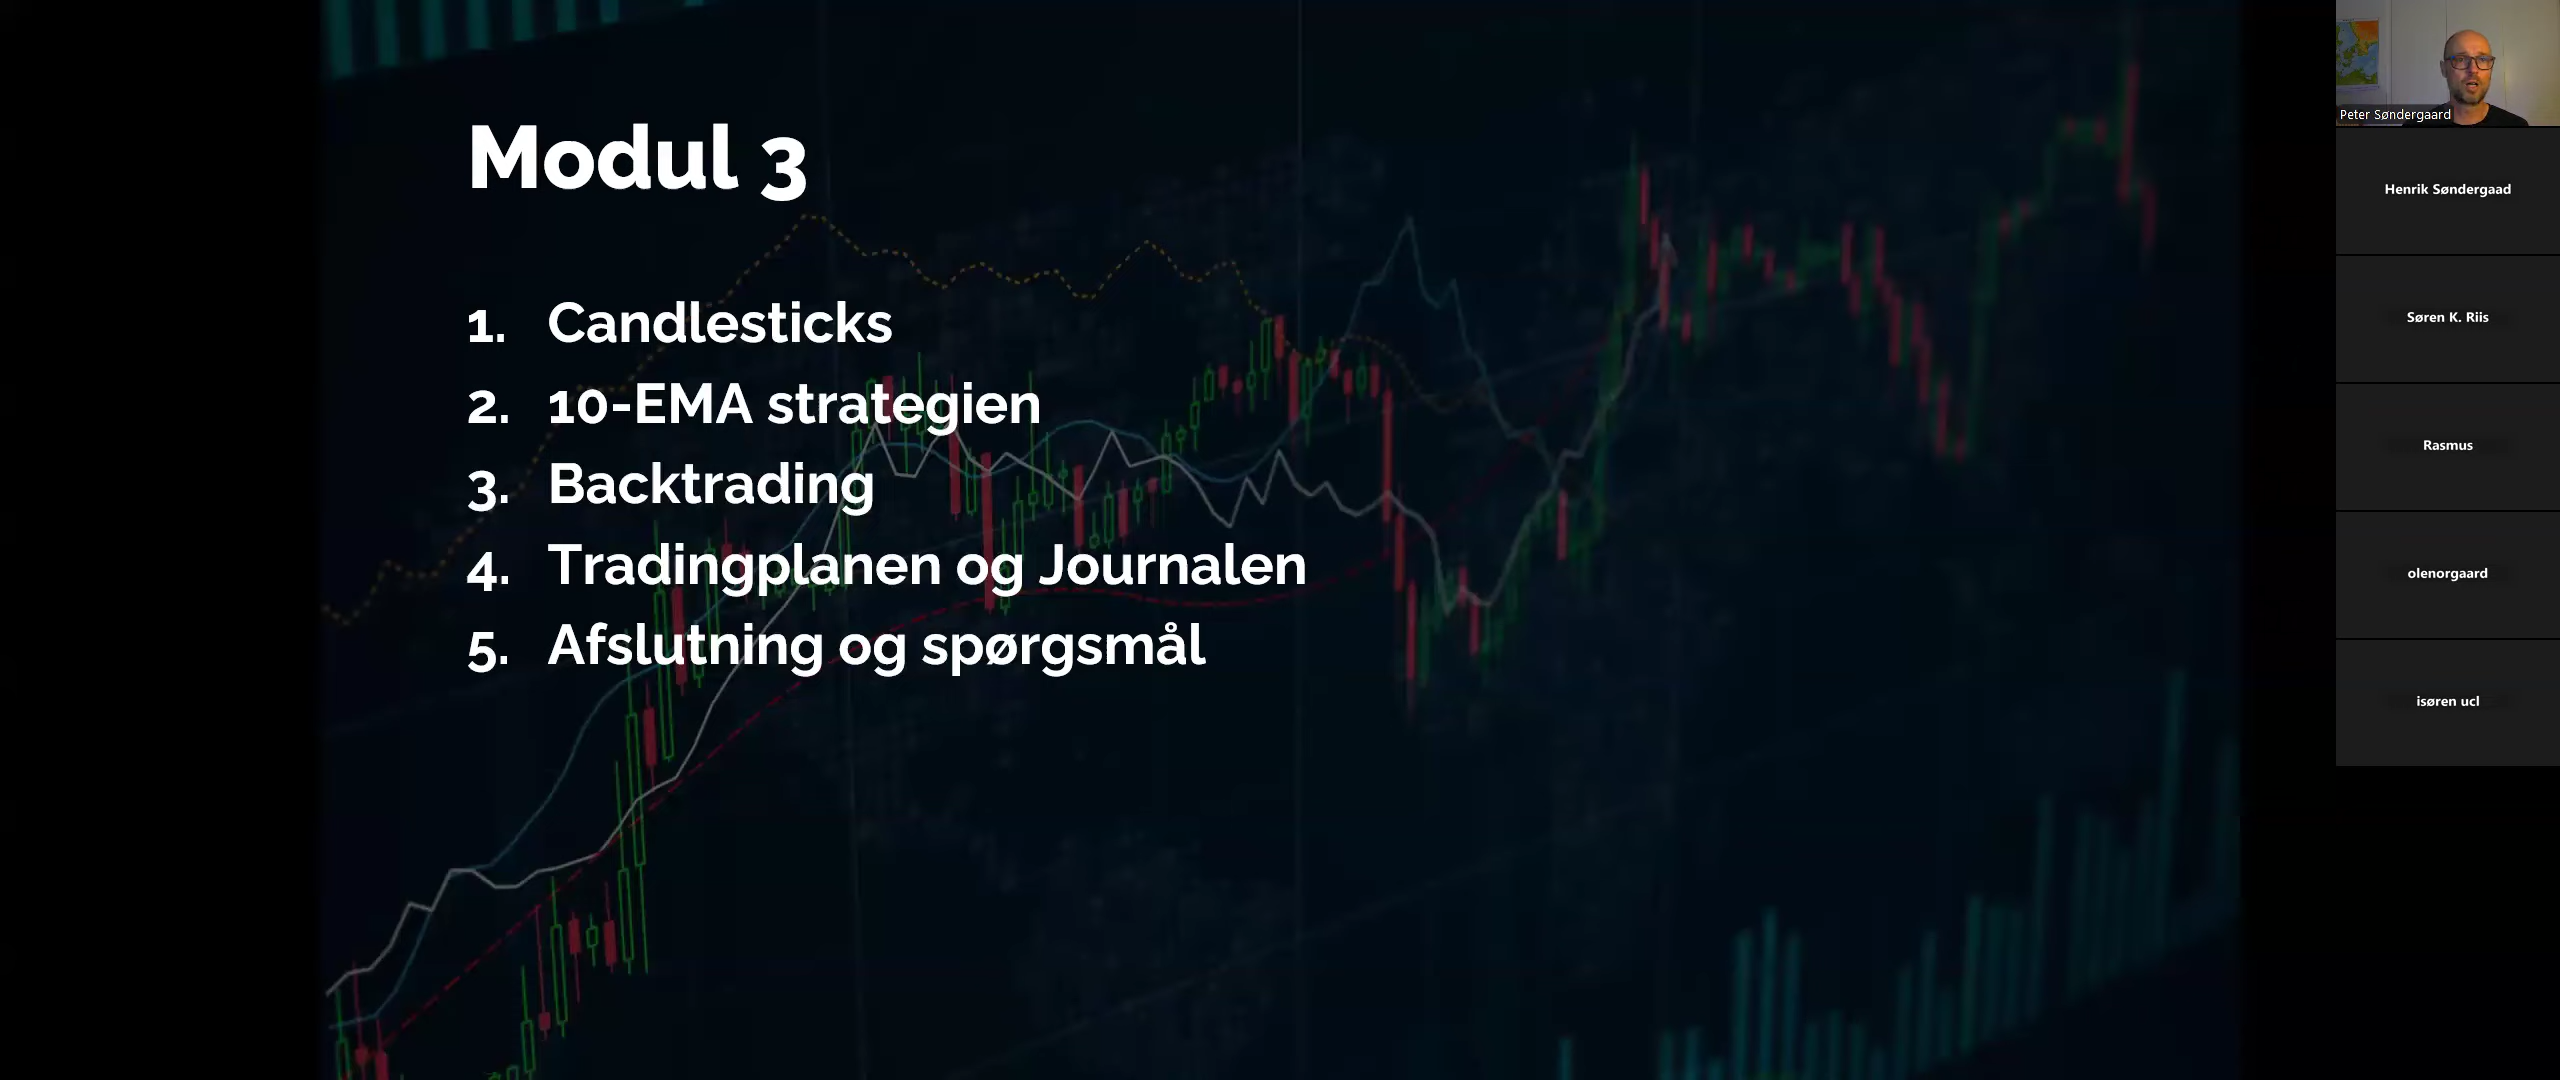 Modul 3
1. Candlesticks
2. 10-EMA strategien
3. Backtrading
4. Tradingplanen og Journalen
5. Afslutning og spørgsmål
Peter Søndergaard
Henrik Søndergaad
Søren K. Riis
Rasmus
olenorgaard
isøren ucl